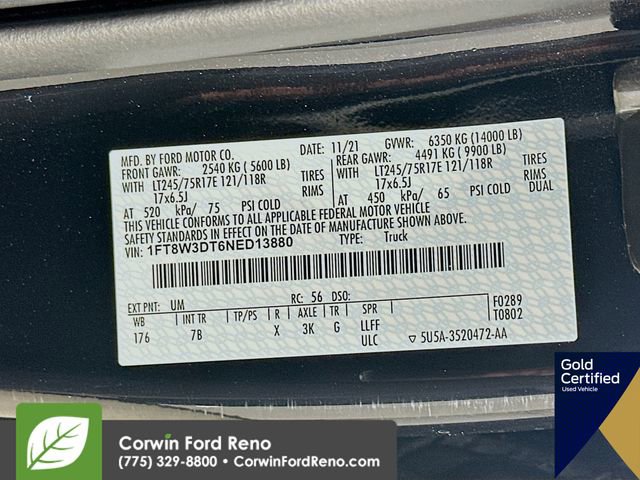 MFD. BY FORD MOTOR CO. DATE: 11/21 GVWR: 6350 KG (14000 LB)
FRONT GAWR: 2540 KG (5600 LB) REAR GAWR: 4491 KG (9900 LB)
WITH LT245/75R17E 121/118R TIRES WITH LT245/75R17E 121/118R TIRES
17x6.5J RIMS 17x6.5J RIMS
AT 520 kPa/ 75 PSI COLD AT 450 kPa/ 65 PSI COLD DUAL
THIS VEHICLE CONFORMS TO ALL APPLICABLE FEDERAL MOTOR VEHICLE
SAFETY STANDARDS IN EFFECT ON THE DATE OF MANUFACTURE SHOWN ABOVE.
VIN: 1FT8W3DT6NED13880 TYPE: Truck
EXT PNT: UM RC: 56 DSO: F0289
WB INT TR TP/PS R AXLE TR SPR T0802
176 7B X 3K G LLFF
ULC ▽ 5U5A-3520472-AA
Gold
Certified
Used Vehicle
Corwin Ford Reno
(775) 329-8800 • CorwinFordReno.com